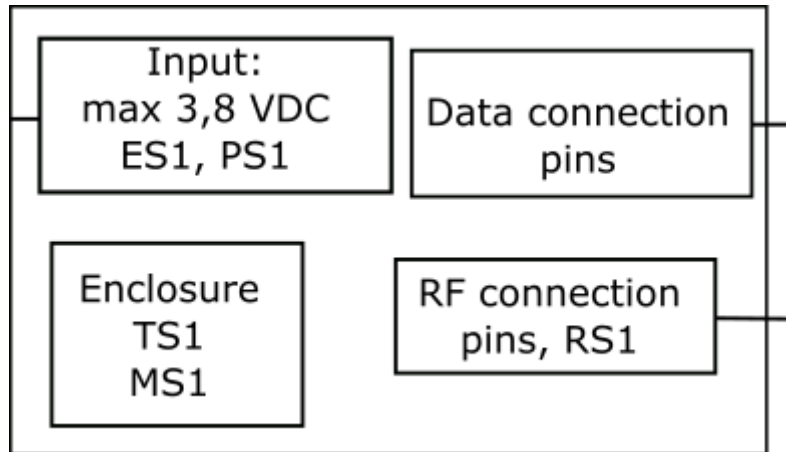 Input:
max 3,8 VDC
ES1, PS1
Data connection
pins
Enclosure
TS1
MS1
RF connection
pins, RS1